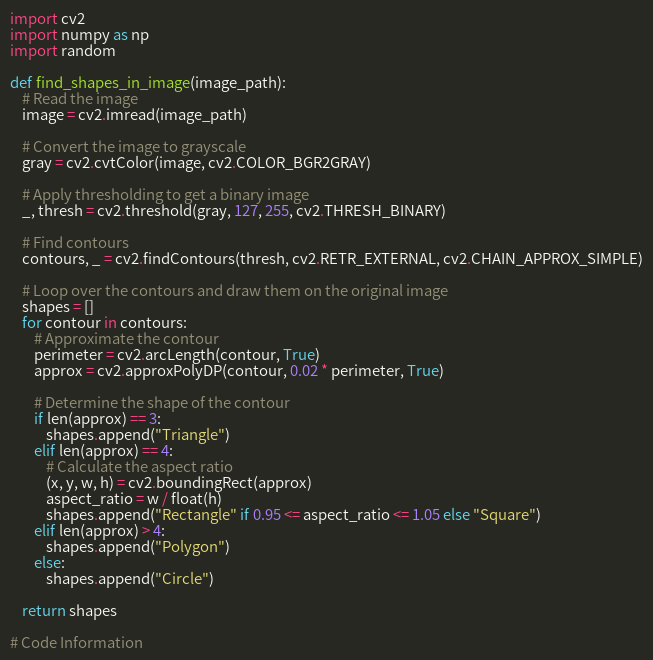 import cv2
import numpy as np
import random

def find_shapes_in_image(image_path):
    # Read the image
    image = cv2.imread(image_path)

    # Convert the image to grayscale
    gray = cv2.cvtColor(image, cv2.COLOR_BGR2GRAY)

    # Apply thresholding to get a binary image
    _, thresh = cv2.threshold(gray, 127, 255, cv2.THRESH_BINARY)

    # Find contours
    contours, _ = cv2.findContours(thresh, cv2.RETR_EXTERNAL, cv2.CHAIN_APPROX_SIMPLE)

    # Loop over the contours and draw them on the original image
    shapes = []
    for contour in contours:
        # Approximate the contour
        perimeter = cv2.arcLength(contour, True)
        approx = cv2.approxPolyDP(contour, 0.02 * perimeter, True)

        # Determine the shape of the contour
        if len(approx) == 3:
            shapes.append("Triangle")
        elif len(approx) == 4:
            # Calculate the aspect ratio
            (x, y, w, h) = cv2.boundingRect(approx)
            aspect_ratio = w / float(h)
            shapes.append("Rectangle" if 0.95 <= aspect_ratio <= 1.05 else "Square")
        elif len(approx) > 4:
            shapes.append("Polygon")
        else:
            shapes.append("Circle")

    return shapes

# Code Information